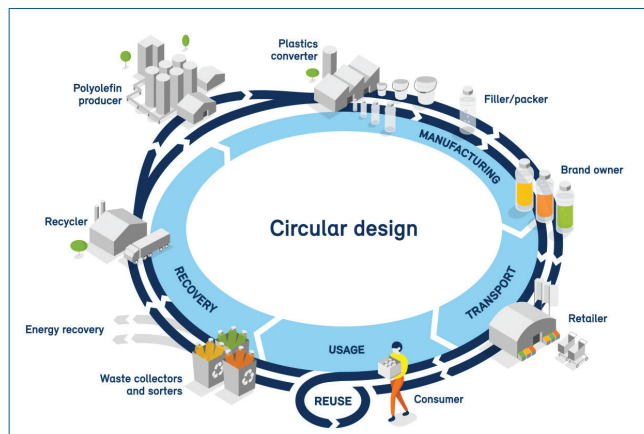 Plastics
converter
Polyolefin
producer
Filler/packer
MANUFACTURING
Brand owner
Recycler
Circular design
RECOVERY
TRANSPORT
Retailer
Energy recovery
USAGE
Waste collectors
and sorters
REUSE
Consumer